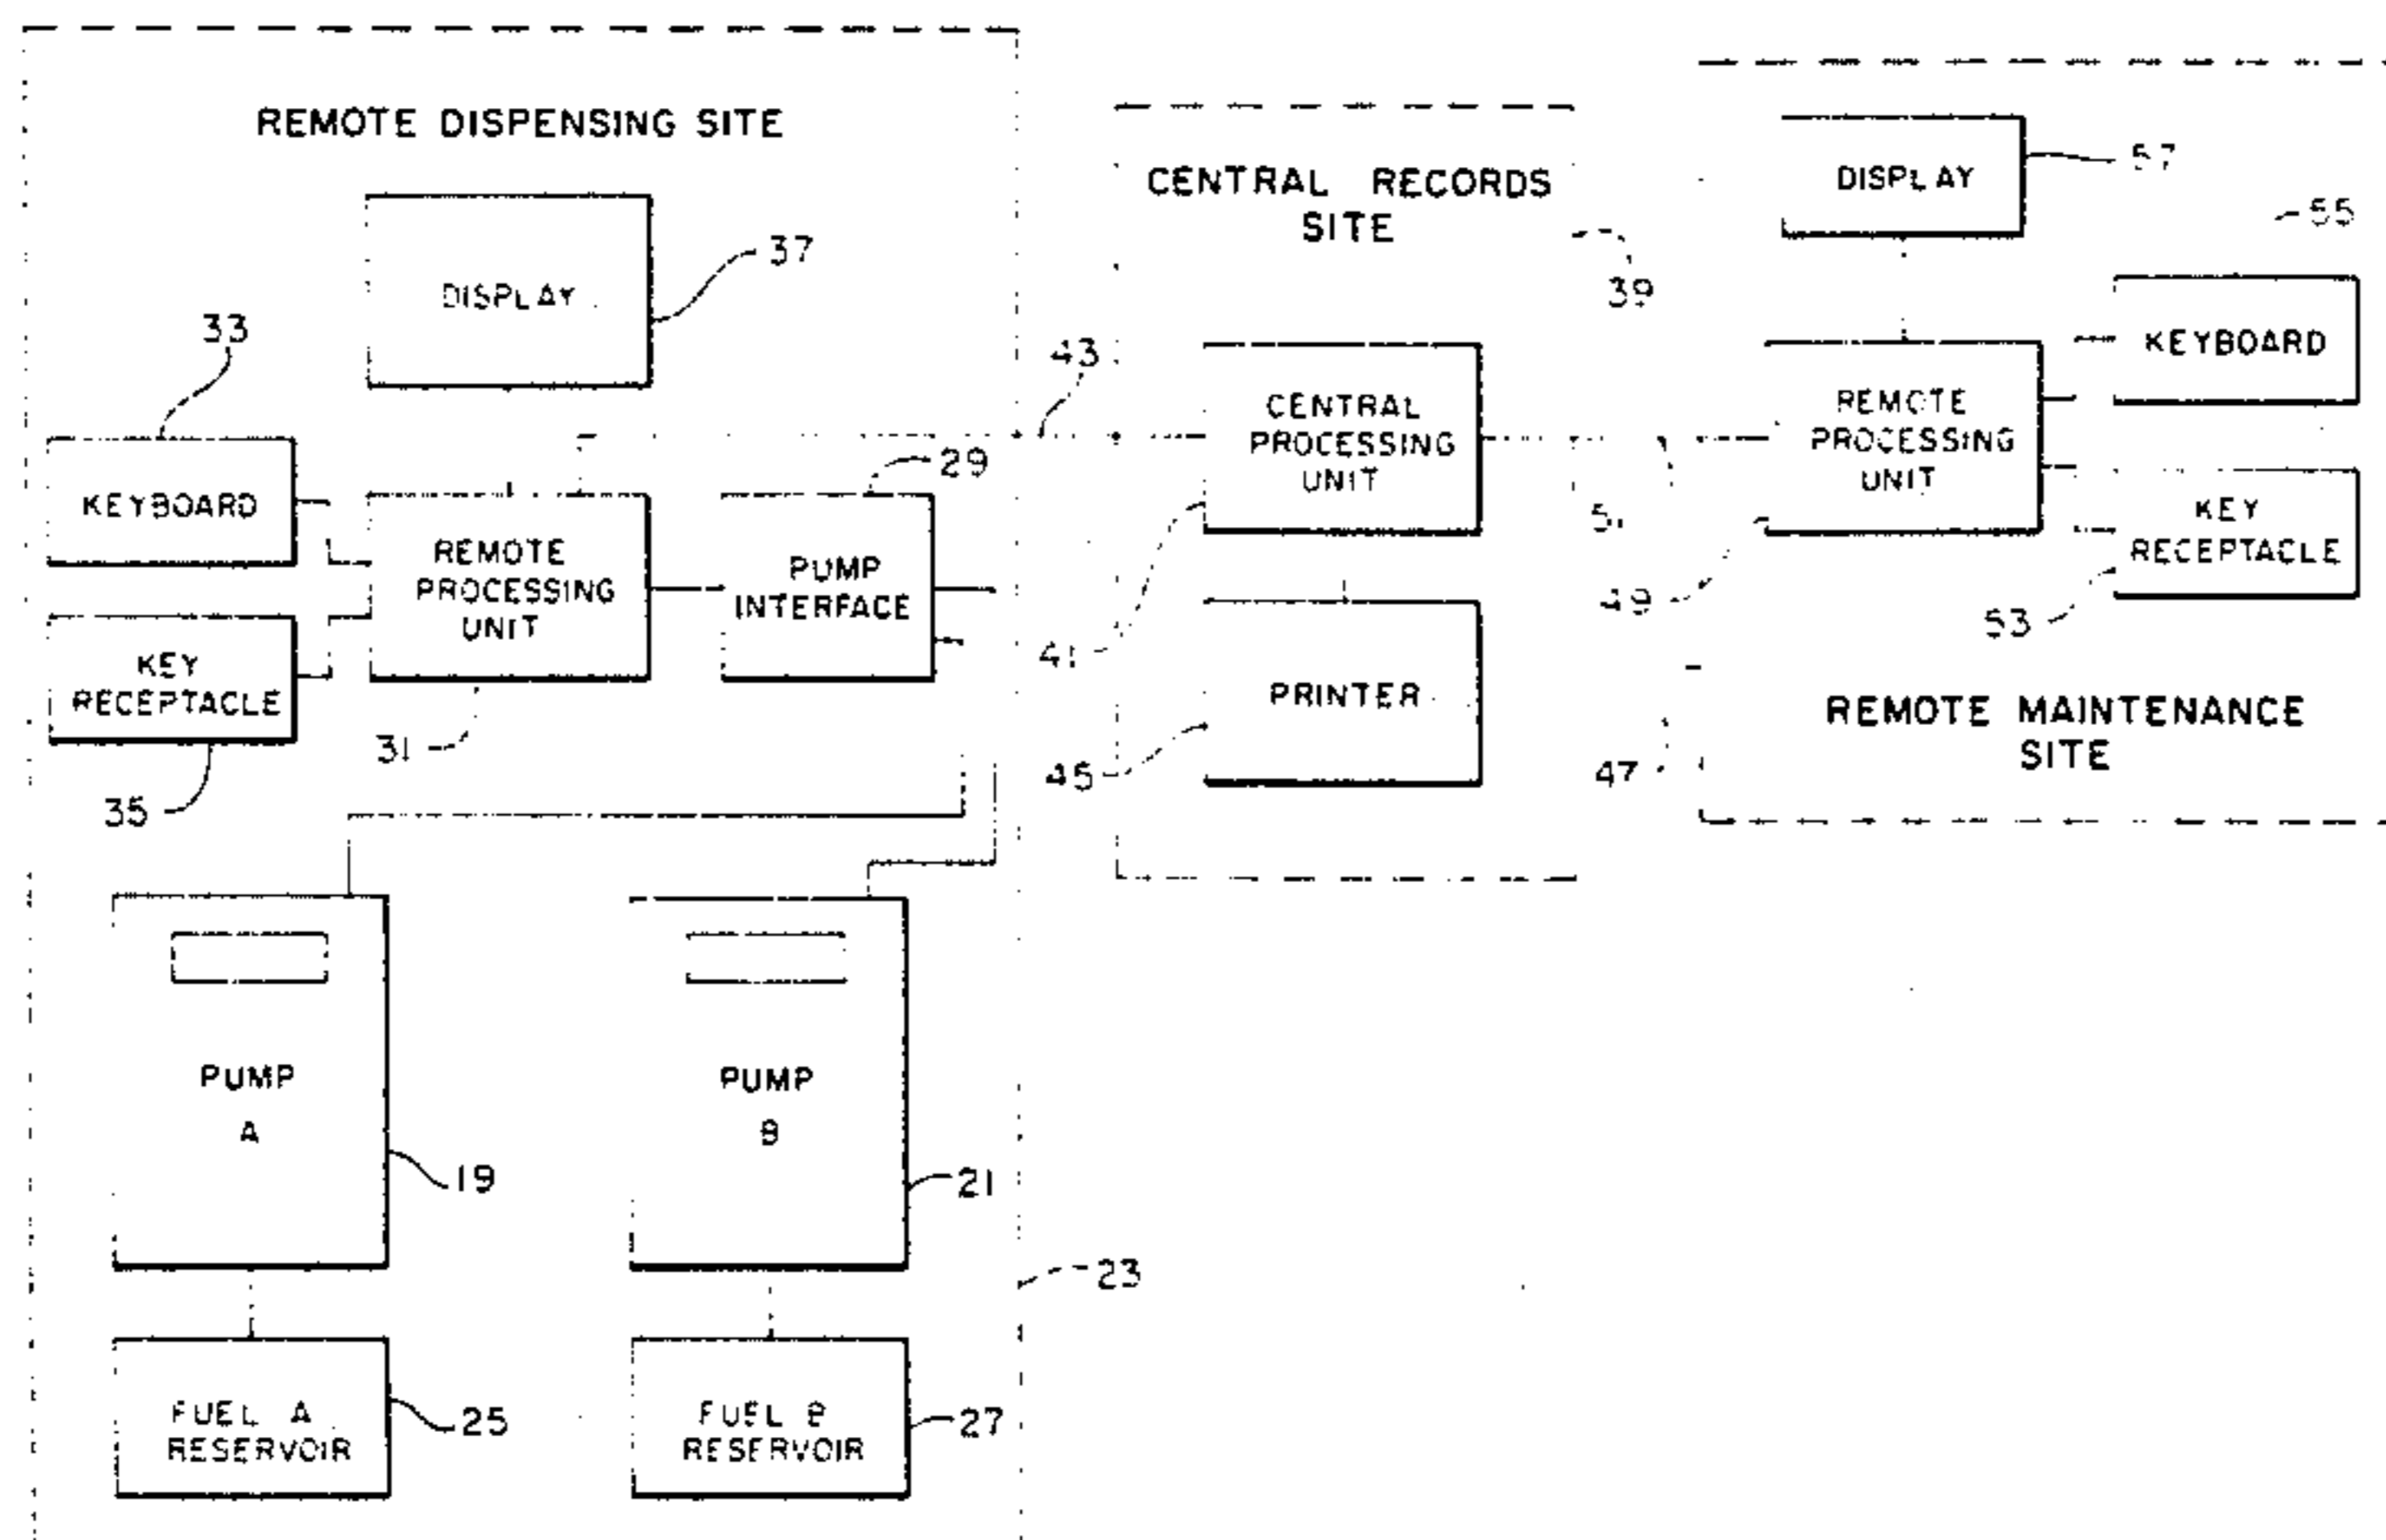 REMOTE DISPENSING SITE
DISPLAY
37
33
KEYBOARD
29
REMOTE
PROCESSING
UNIT
PUMP
INTERFACE
KEY
RECEPTACLE
31
35
PUMP
A
19
PUMP
B
21
23
FUEL A
RESERVOIR
25
FUEL B
RESERVOIR
27
CENTRAL RECORDS
SITE
39
43
CENTRAL
PROCESSING
UNIT
41
PRINTER
45
DISPLAY
57
55
KEYBOARD
REMOTE
PROCESSING
UNIT
51
49
KEY
RECEPTACLE
53
47
REMOTE MAINTENANCE
SITE